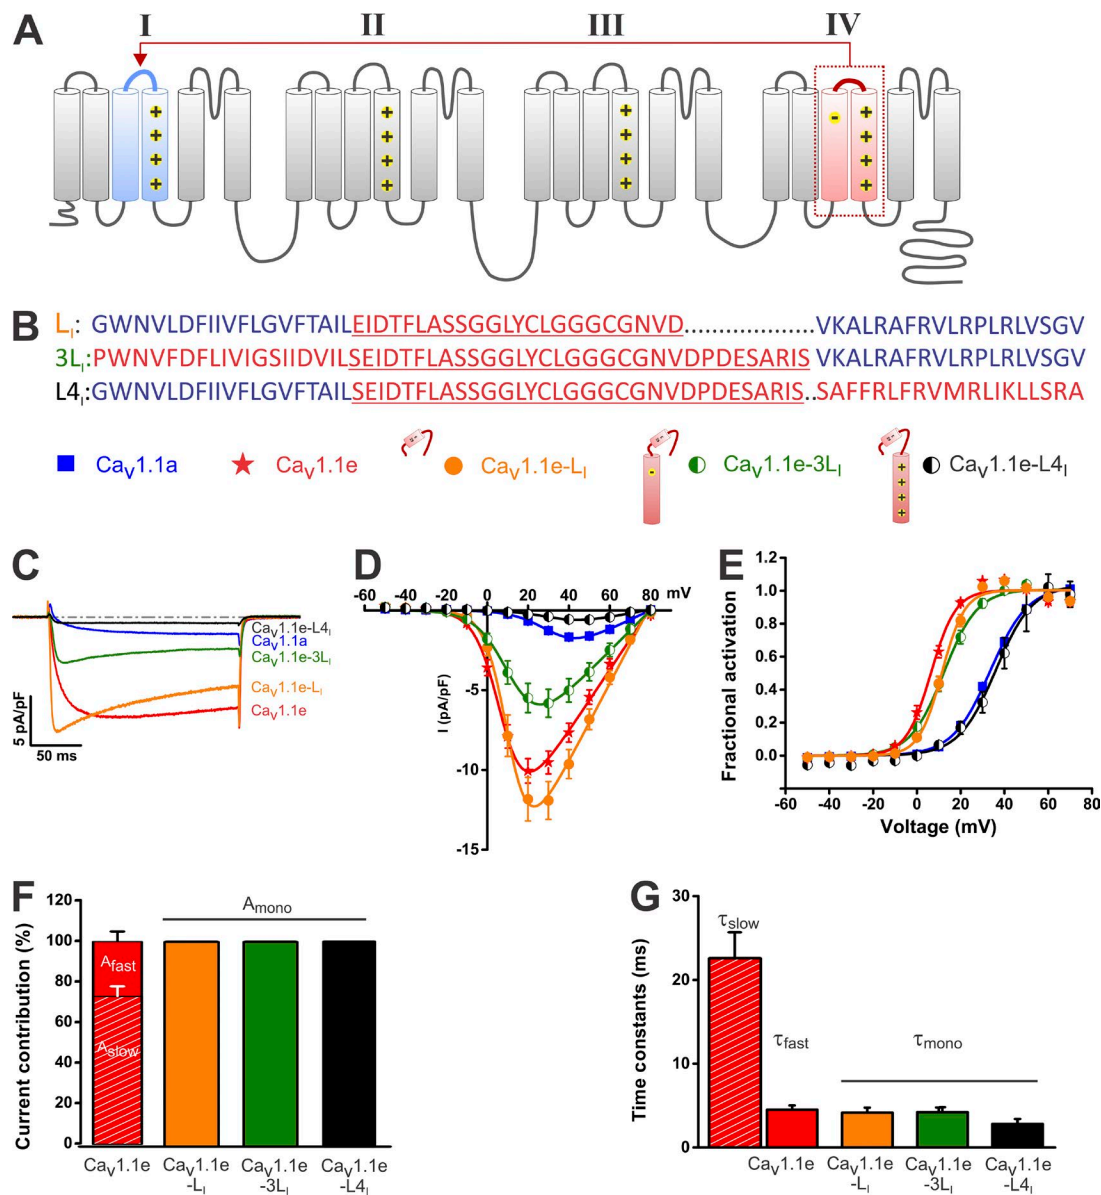 A
I II III IV
+ + + +
+ + + +
+ + + +
- + + + +
B
LI: GWNVLDFIIVFLGVFTAILEIDTFLASSGGLYCLGGGCGNVD...................VKALRAFRVLRPLRLVSGV
3LI: PWNVFDFLIVIGSIIDVILSEIDTFLASSGGLYCLGGGCGNVDPDESARIS VKALRAFRVLRPLRLVSGV
L4I: GWNVLDFIIVFLGVFTAILSEIDTFLASSGGLYCLGGGCGNVDPDESARIS..SAFFRLFRVMRLIKLLSRA
CaV1.1a CaV1.1e CaV1.1e-LI CaV1.1e-3LI CaV1.1e-L4I
C
CaV1.1e-L4I
CaV1.1a
CaV1.1e-3LI
CaV1.1e-LI
CaV1.1e
5 pA/pF
50 ms
D
-60 -40 -20 0 20 40 60 80 mV
-5
-10
-15
I (pA/pF)
E
1.2
1.0
0.8
0.6
0.4
0.2
0.0
Fractional activation
-60 -40 -20 0 20 40 60 80
Voltage (mV)
F
120
100
80
60
40
20
0
Current contribution (%)
Amono
Afast
Aslow
CaV1.1e CaV1.1e CaV1.1e CaV1.1e
-LI -3LI -L4I
G
30
20
10
0
Time constants (ms)
τslow
τfast
τmono
CaV1.1e CaV1.1e CaV1.1e CaV1.1e
-LI -3LI -L4I